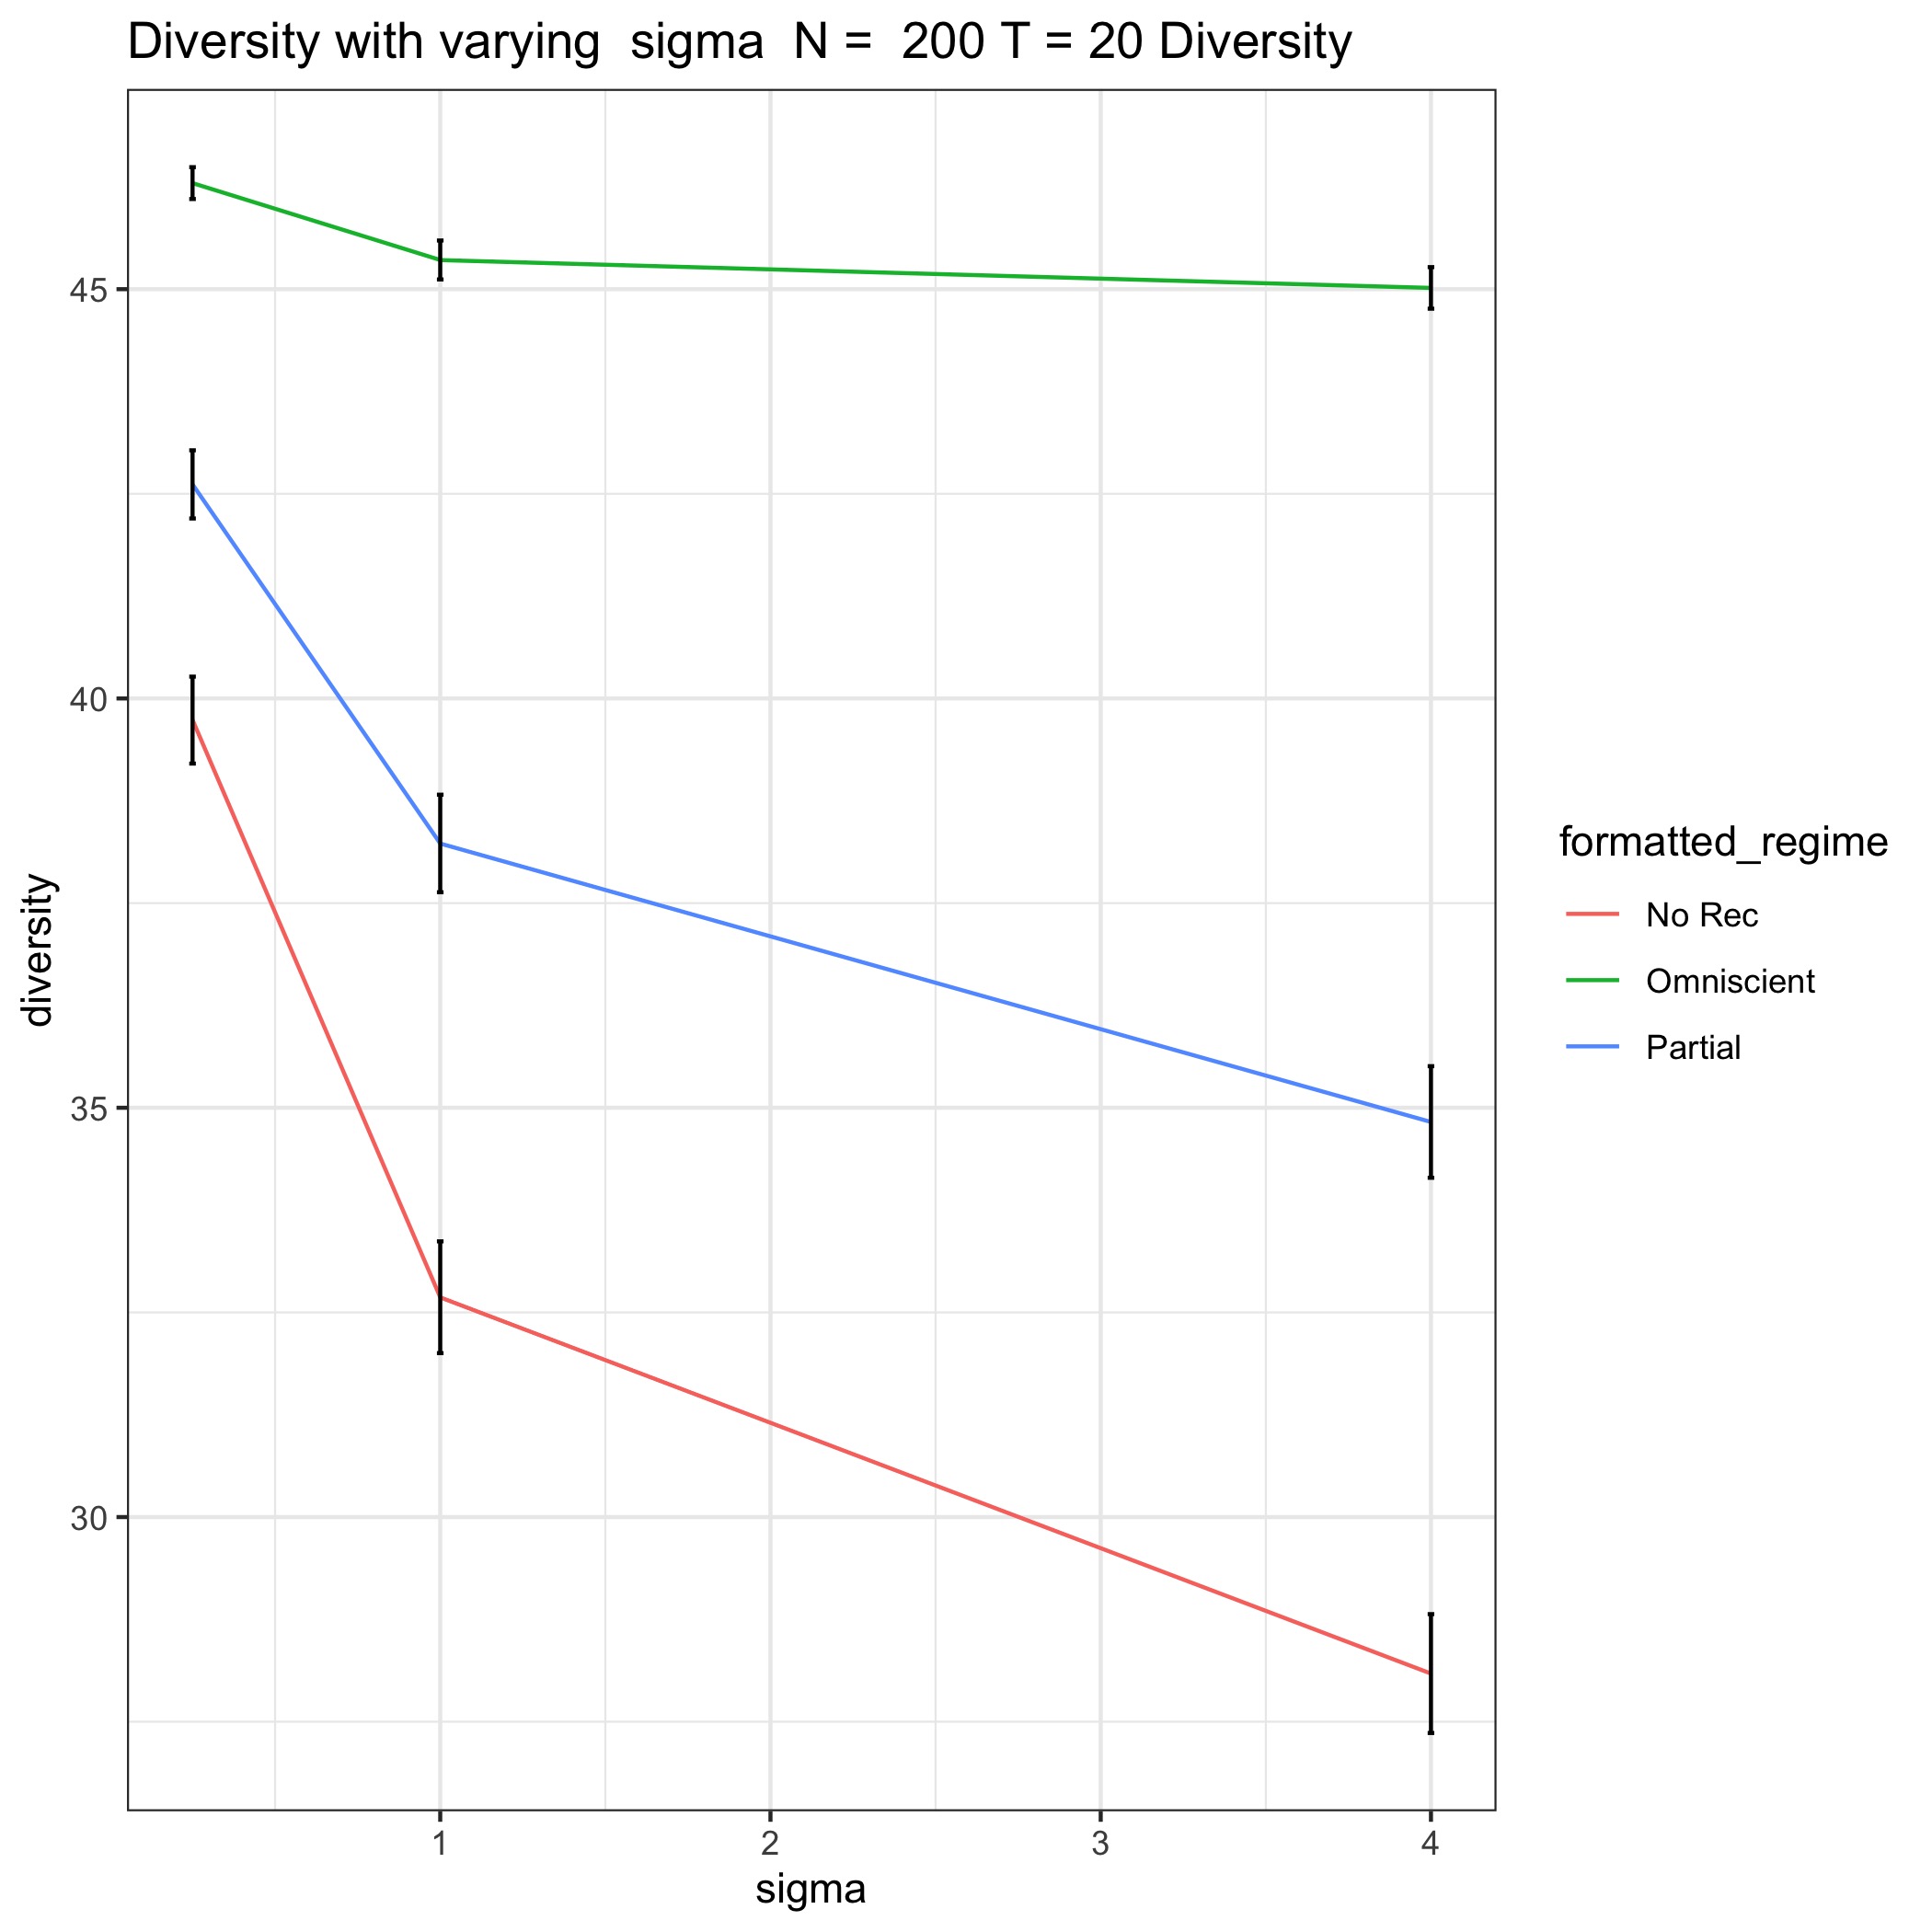 Diversity with varying  sigma  N =  200 T = 20 Diversity
45
40
35
30
diversity
1 2 3 4
sigma
formatted_regime
No Rec
Omniscient
Partial